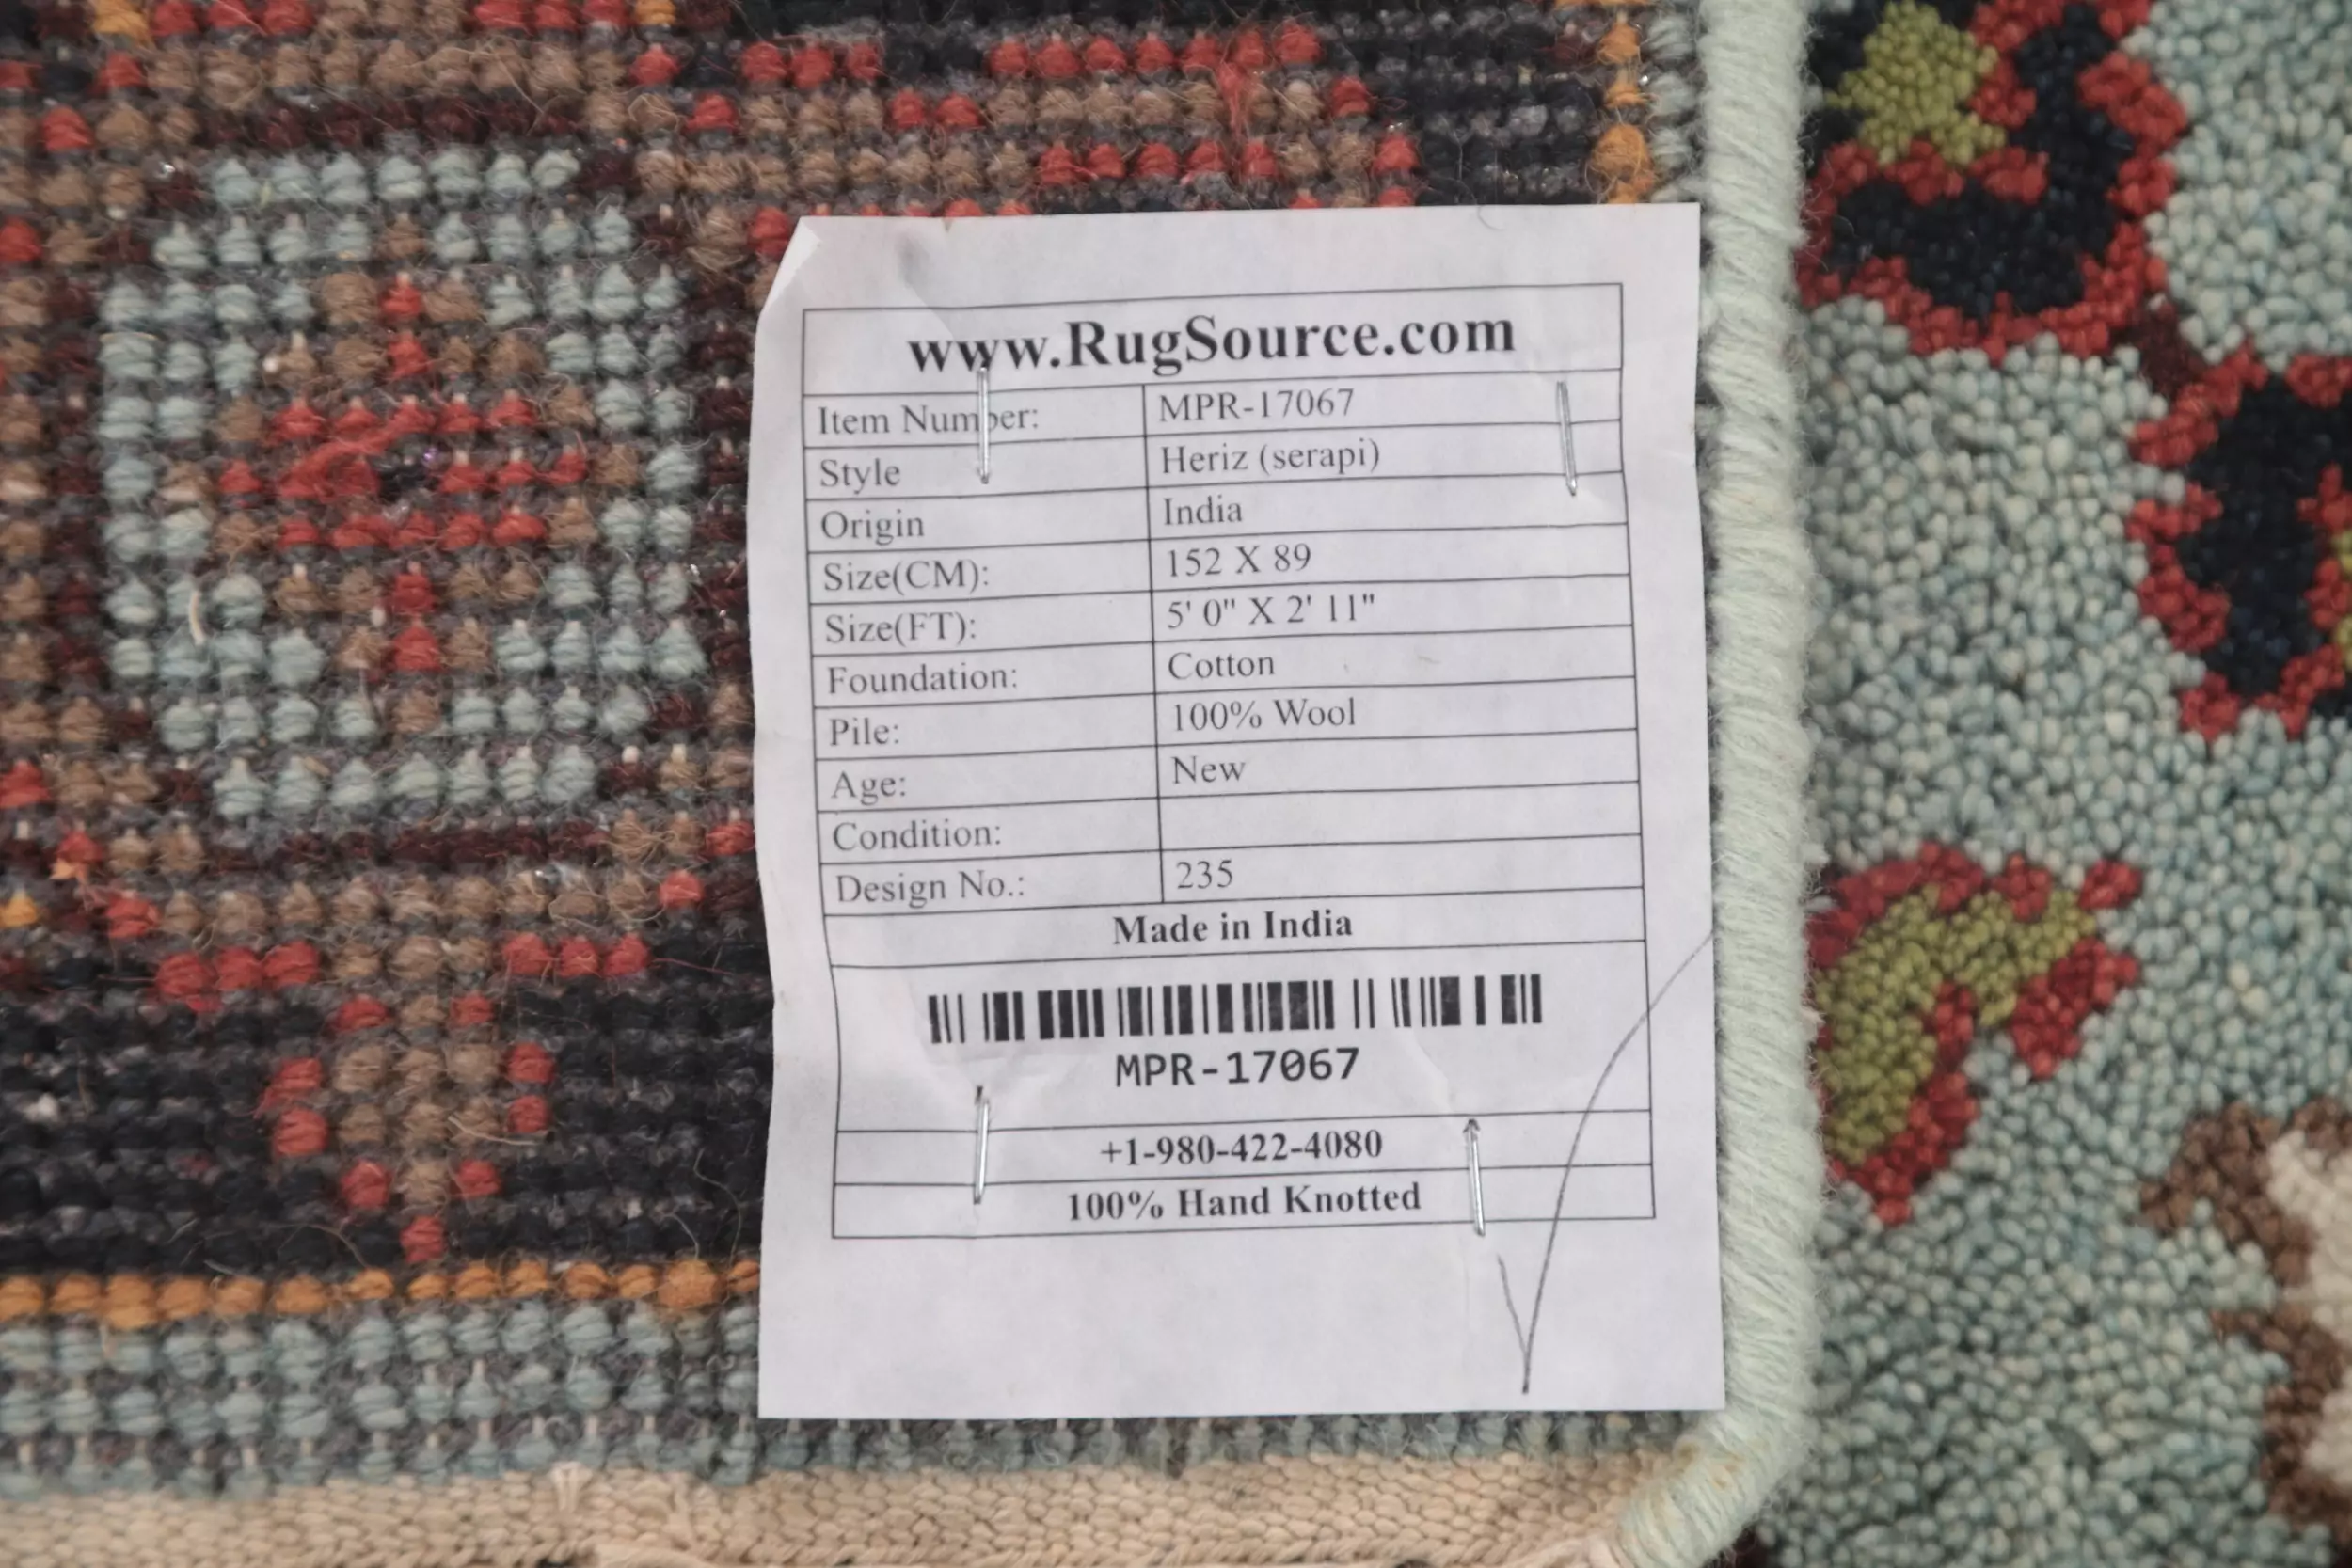 www.RugSource.com
Item Number: MPR-17067
Style Heriz (serapi)
Origin India
Size(CM): 152 X 89
Size(FT): 5' 0" X 2' 11"
Foundation: Cotton
Pile: 100% Wool
Age: New
Condition:
Design No.: 235
Made in India
MPR-17067
+1-980-422-4080
100% Hand Knotted